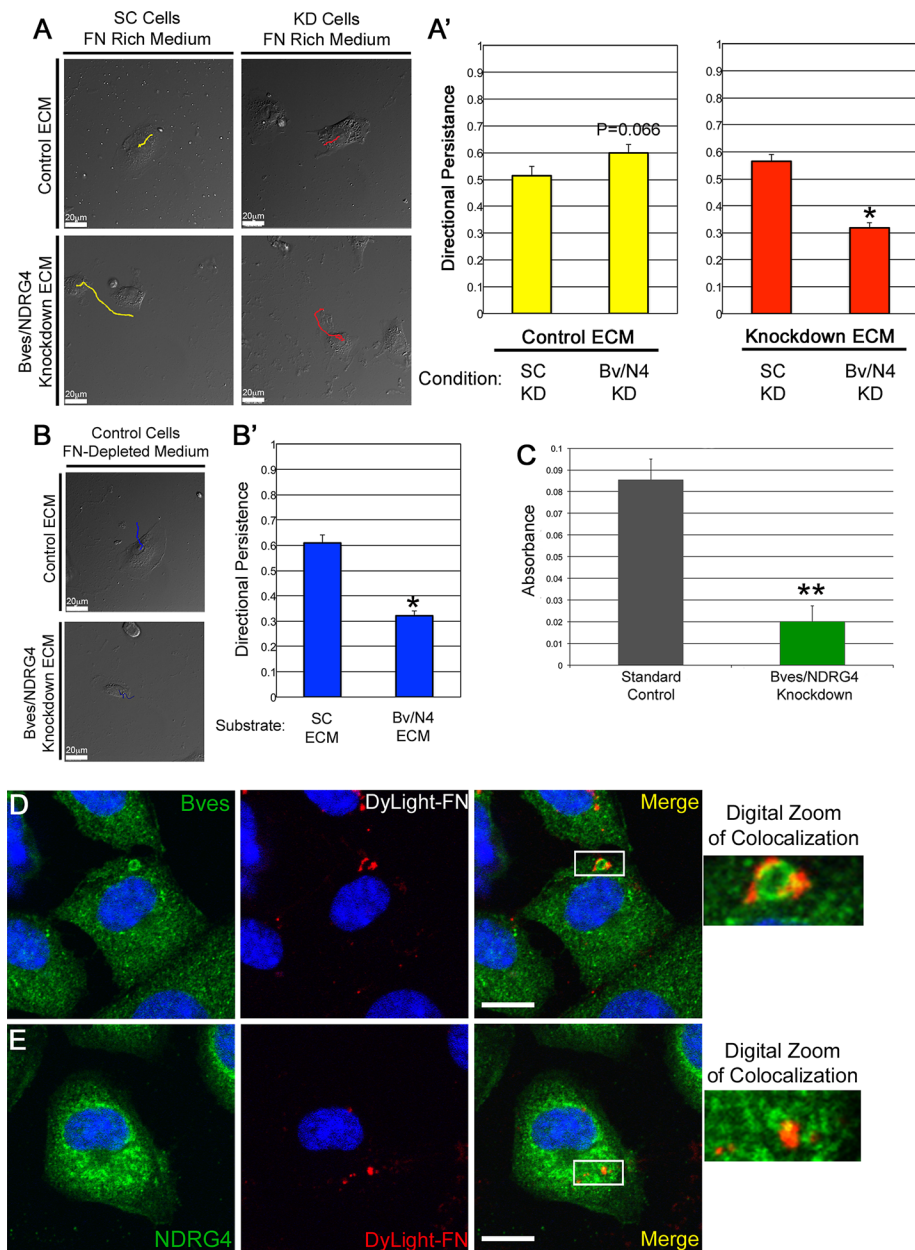 A
SC Cells
FN Rich Medium
KD Cells
FN Rich Medium
Control ECM
20μm
20μm
Bves/NDRG4
Knockdown ECM
20μm
20μm
A'
Directional Persistance
1
0.9
0.8
0.7
0.6
0.5
0.4
0.3
0.2
0.1
0
P=0.066
Control ECM
1
0.9
0.8
0.7
0.6
0.5
0.4
0.3
0.2
0.1
0
*
Knockdown ECM
Condition:
SC
KD
Bv/N4
KD
SC
KD
Bv/N4
KD
B
Control Cells
FN-Depleted Medium
Control ECM
20μm
Bves/NDRG4
Knockdown ECM
20μm
B'
Directional Persistence
1
0.9
0.8
0.7
0.6
0.5
0.4
0.3
0.2
0.1
0
*
Substrate:
SC
ECM
Bv/N4
ECM
C
Absorbance
0.1
0.09
0.08
0.07
0.06
0.05
0.04
0.03
0.02
0.01
0
**
Standard
Control
Bves/NDRG4
Knockdown
D
Bves
DyLight-FN
Merge
Digital Zoom
of Colocalization
E
NDRG4
DyLight-FN
Merge
Digital Zoom
of Colocalization